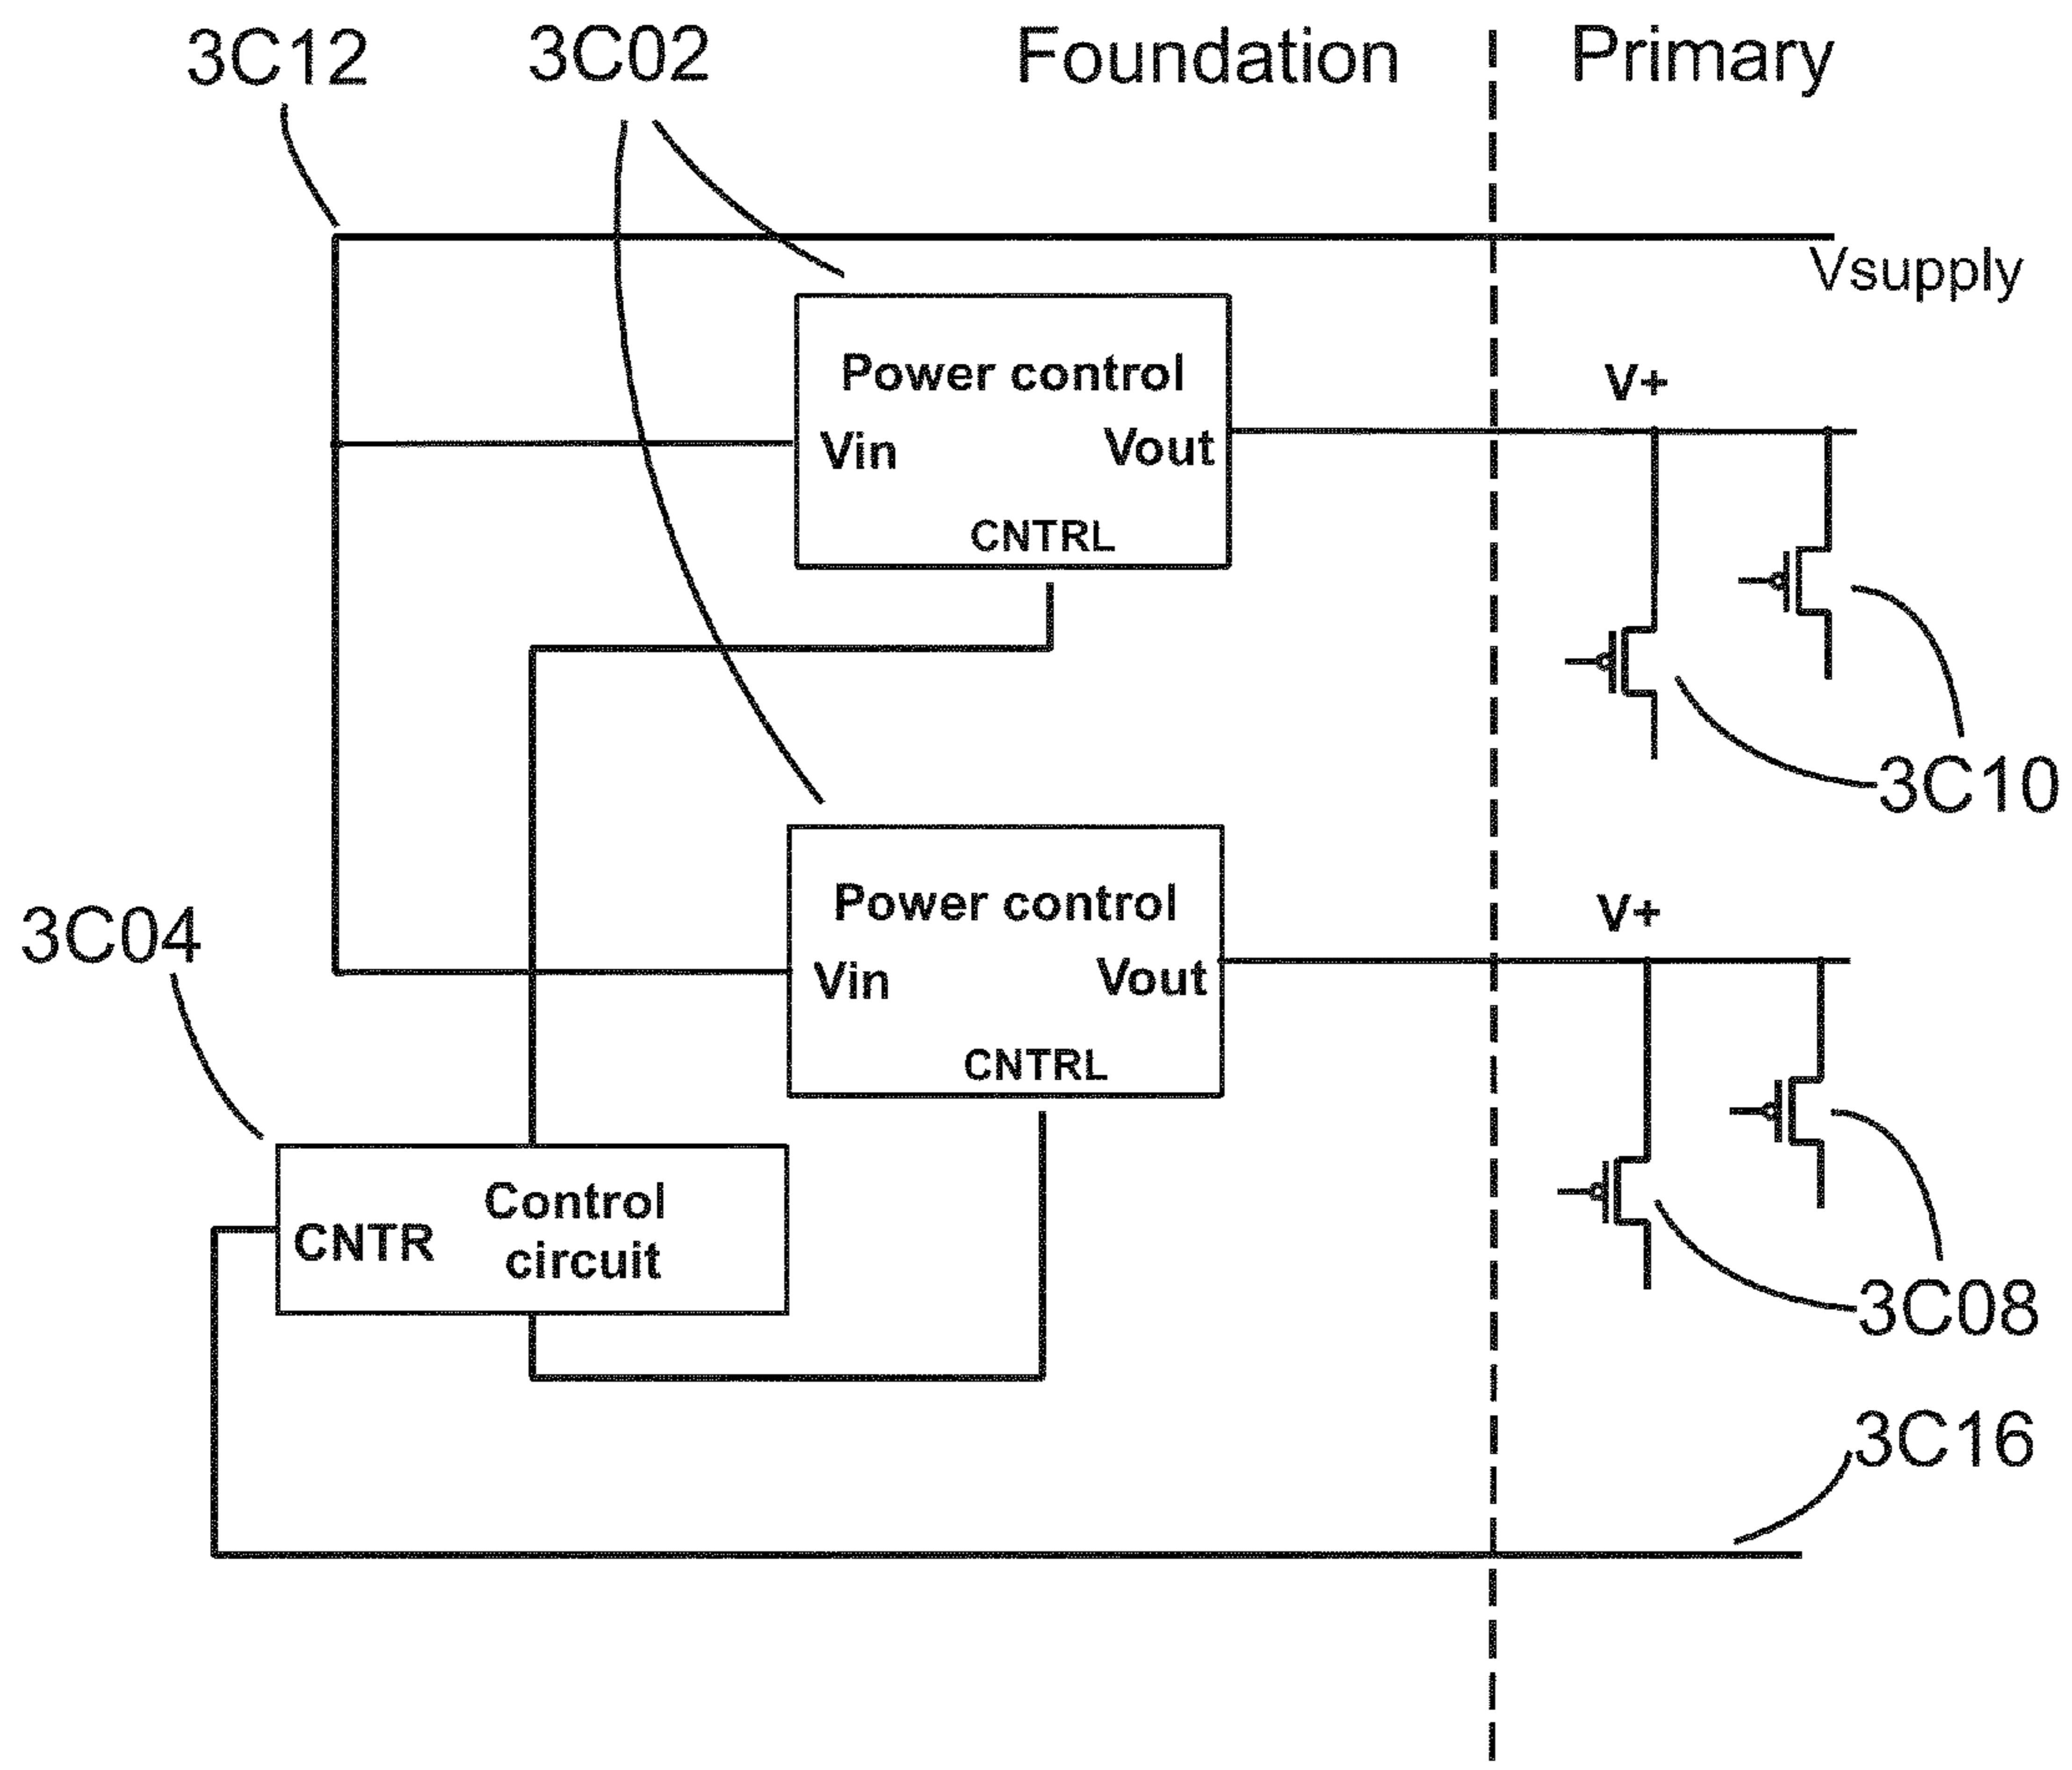 3C12
3C02
Foundation
Primary
Vsupply
Power control
V+
Vin
Vout
CNTRL
3C10
Power control
V+
3C04
Vin
Vout
CNTRL
Control
CNTR
circuit
3C08
3C16